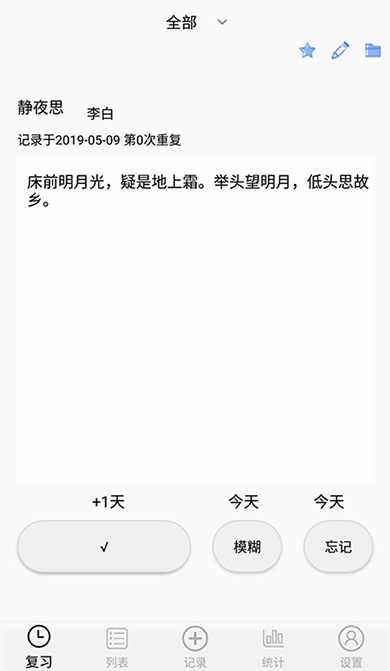 全部
静夜思 李白
记录于2019-05-09 第0次重复
床前明月光，疑是地上霜。举头望明月，低头思故
乡。
+1天 今天 今天
√ 模糊 忘记
复习 列表 记录 统计 设置